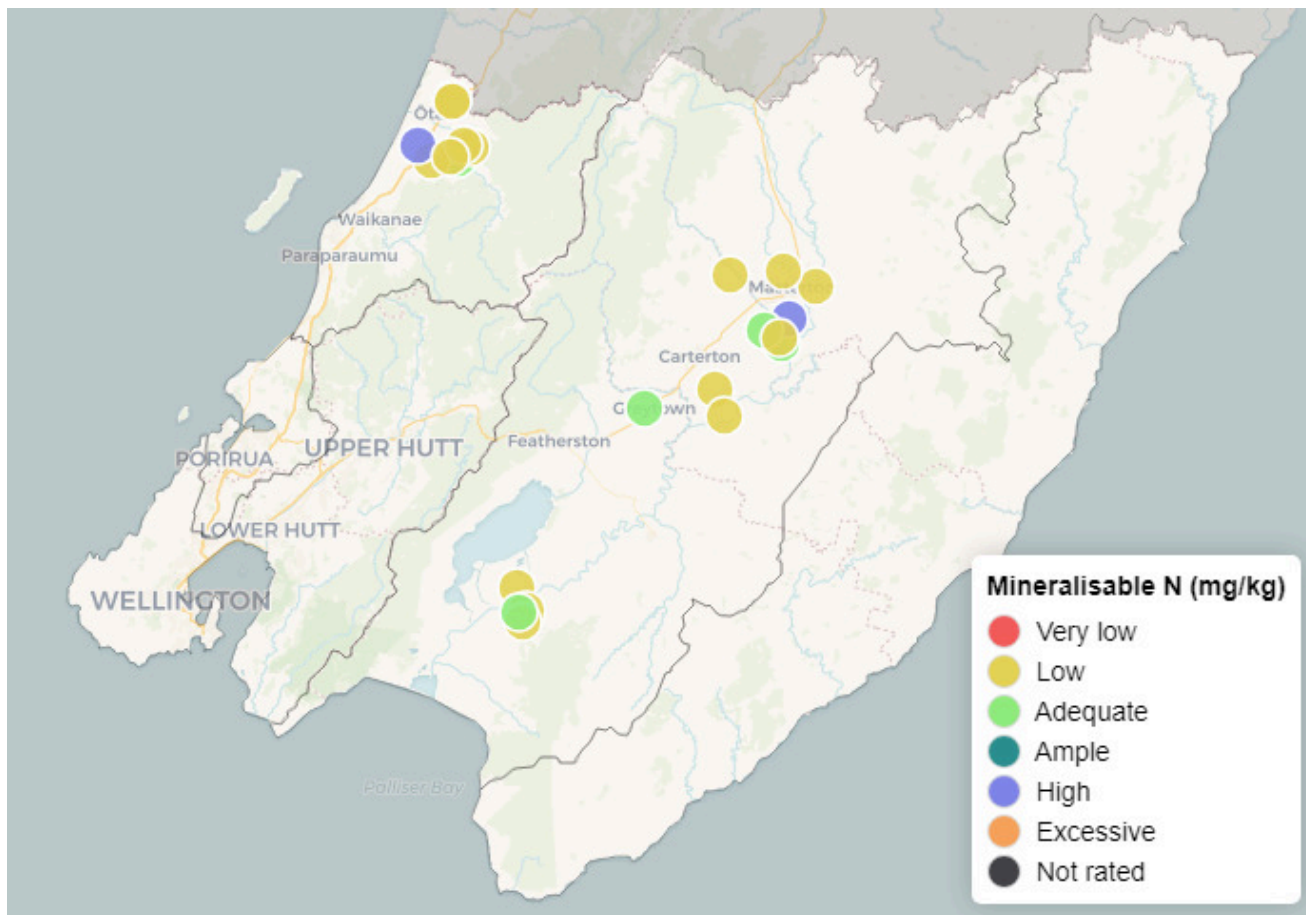 Waikanae
Paraparaumu
Carterton
Featherston
UPPER HUTT
PORIRUA
LOWER HUTT
WELLINGTON
Palliser Bay
Mineralisable N (mg/kg)
Very low
Low
Adequate
Ample
High
Excessive
Not rated